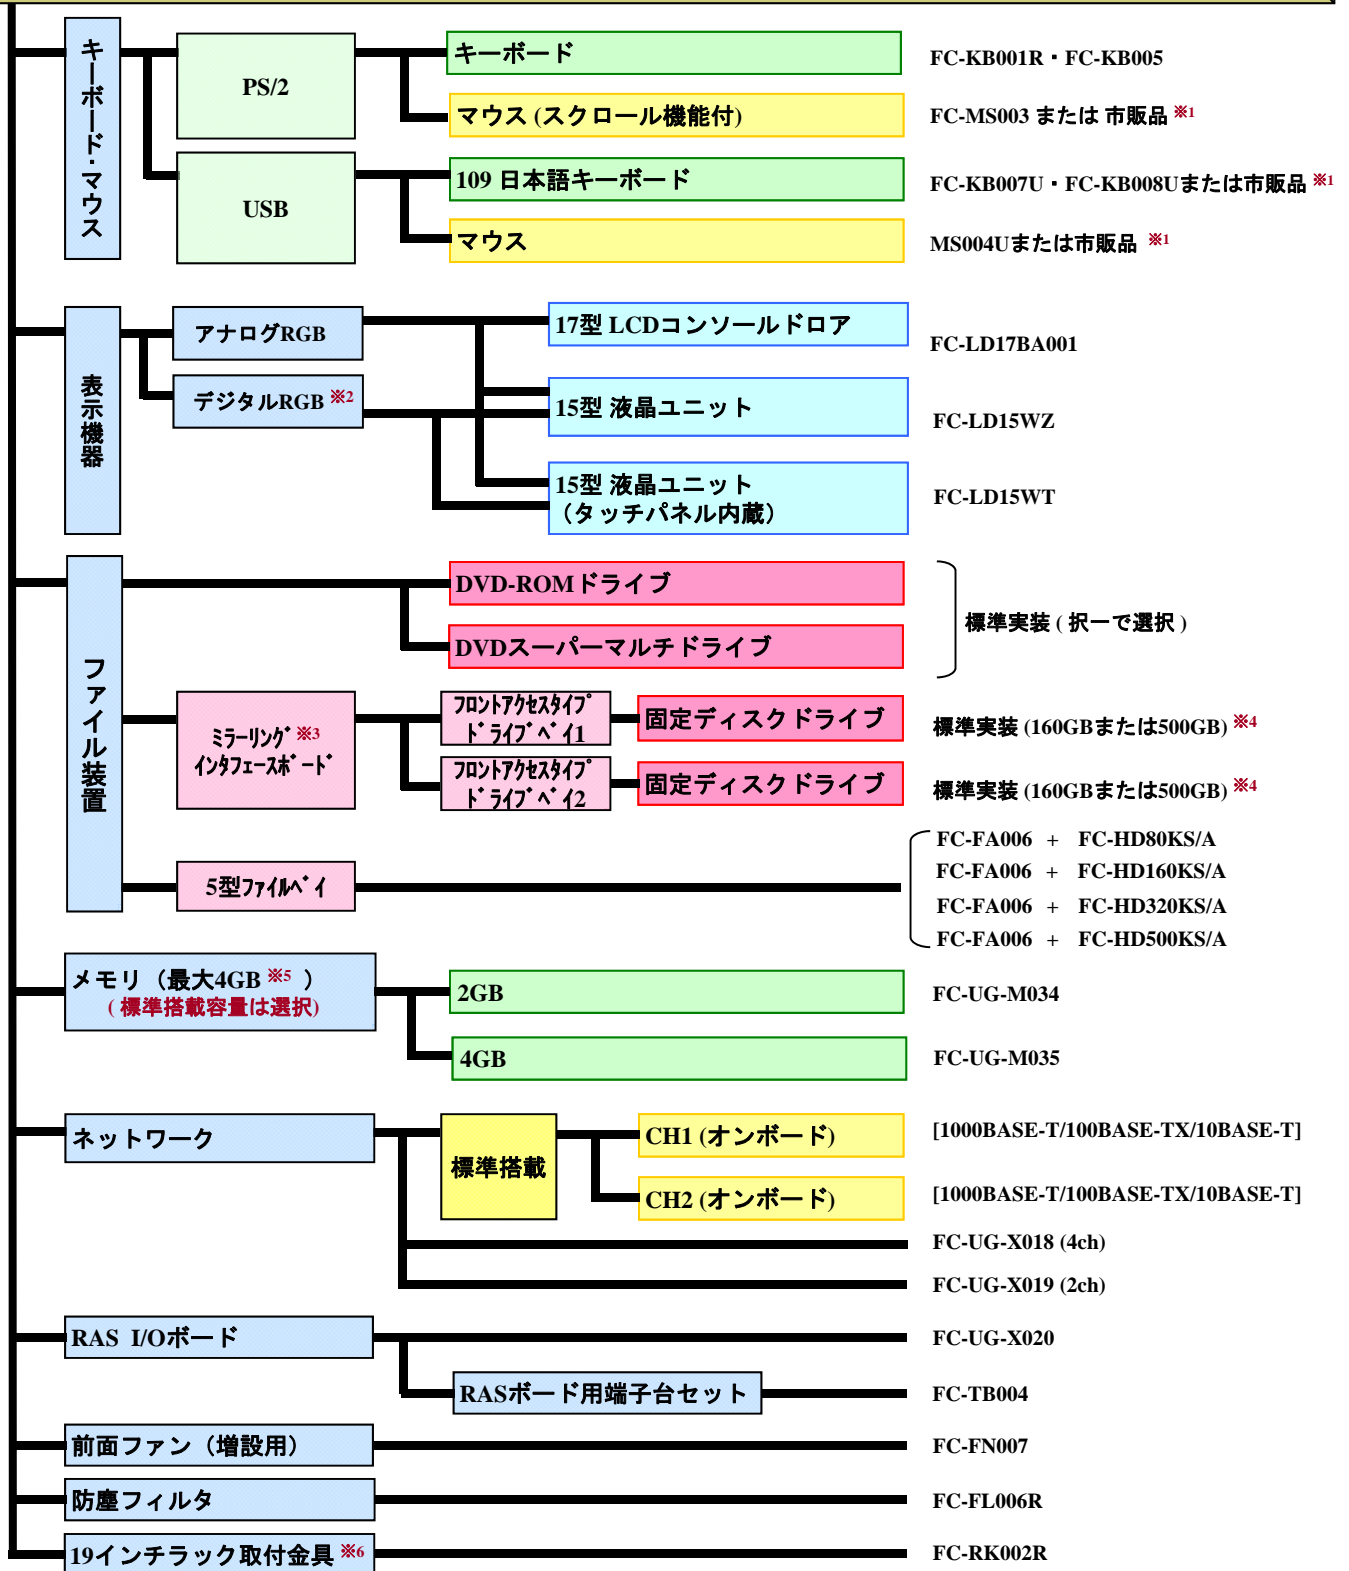 キーボード・マウス
PS/2
キーボード
FC-KB001R・FC-KB005
マウス (スクロール機能付)
FC-MS003 または 市販品 ※1
USB
109 日本語キーボード
FC-KB007U・FC-KB008Uまたは市販品 ※1
マウス
MS004Uまたは市販品 ※1
表示機器
アナログRGB
17型 LCDコンソールドロア
FC-LD17BA001
デジタルRGB ※2
15型 液晶ユニット
FC-LD15WZ
15型 液晶ユニット
（タッチパネル内蔵）
FC-LD15WT
ファイル装置
DVD-ROMドライブ
DVDスーパーマルチドライブ
標準実装 ( 択一で選択 )
ﾐﾗｰﾘﾝｸﾞ ※3
ｲﾝﾀﾌｪｰｽﾎﾞｰﾄﾞ
ﾌﾛﾝﾄｱｸｾｽﾀｲﾌﾟ
ﾄﾞﾗｲﾌﾞﾍﾞｲ1
固定ディスクドライブ
標準実装 (160GBまたは500GB) ※4
ﾌﾛﾝﾄｱｸｾｽﾀｲﾌﾟ
ﾄﾞﾗｲﾌﾞﾍﾞｲ2
固定ディスクドライブ
標準実装 (160GBまたは500GB) ※4
5型ﾌｧｲﾙﾍﾞｲ
FC-FA006 + FC-HD80KS/A
FC-FA006 + FC-HD160KS/A
FC-FA006 + FC-HD320KS/A
FC-FA006 + FC-HD500KS/A
メモリ（最大4GB ※5 ）
( 標準搭載容量は選択)
2GB
FC-UG-M034
4GB
FC-UG-M035
ネットワーク
標準搭載
CH1 (オンボード)
[1000BASE-T/100BASE-TX/10BASE-T]
CH2 (オンボード)
[1000BASE-T/100BASE-TX/10BASE-T]
FC-UG-X018 (4ch)
FC-UG-X019 (2ch)
RAS I/Oボード
FC-UG-X020
RASボード用端子台セット
FC-TB004
前面ファン（増設用）
FC-FN007
防塵フィルタ
FC-FL006R
19インチラック取付金具 ※6
FC-RK002R